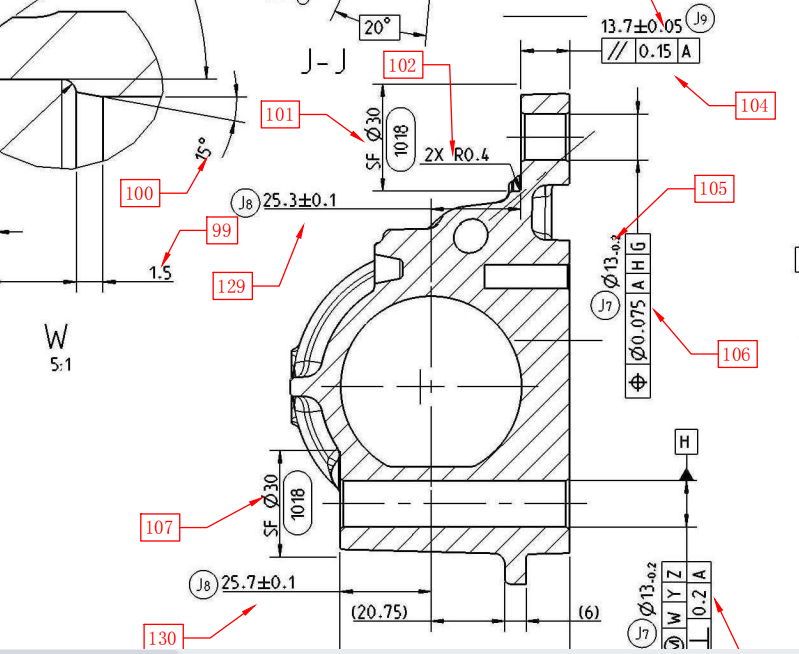 20°
13.7±0.05 J9
// 0.15 A
J-J
102
101
SF Ø30
1018
2X R0.4
104
15°
100
J8 25.3±0.1
105
99
129
1.5
J7 Ø13-0.2
⌖ Ø0.075 A H G
W
5:1
106
H
SF Ø30
1018
107
J8 25.7±0.1
130
(20.75)
(6)
J7 Ø13-0.2
Ⓜ W Y Z
⊥ 0.2 A